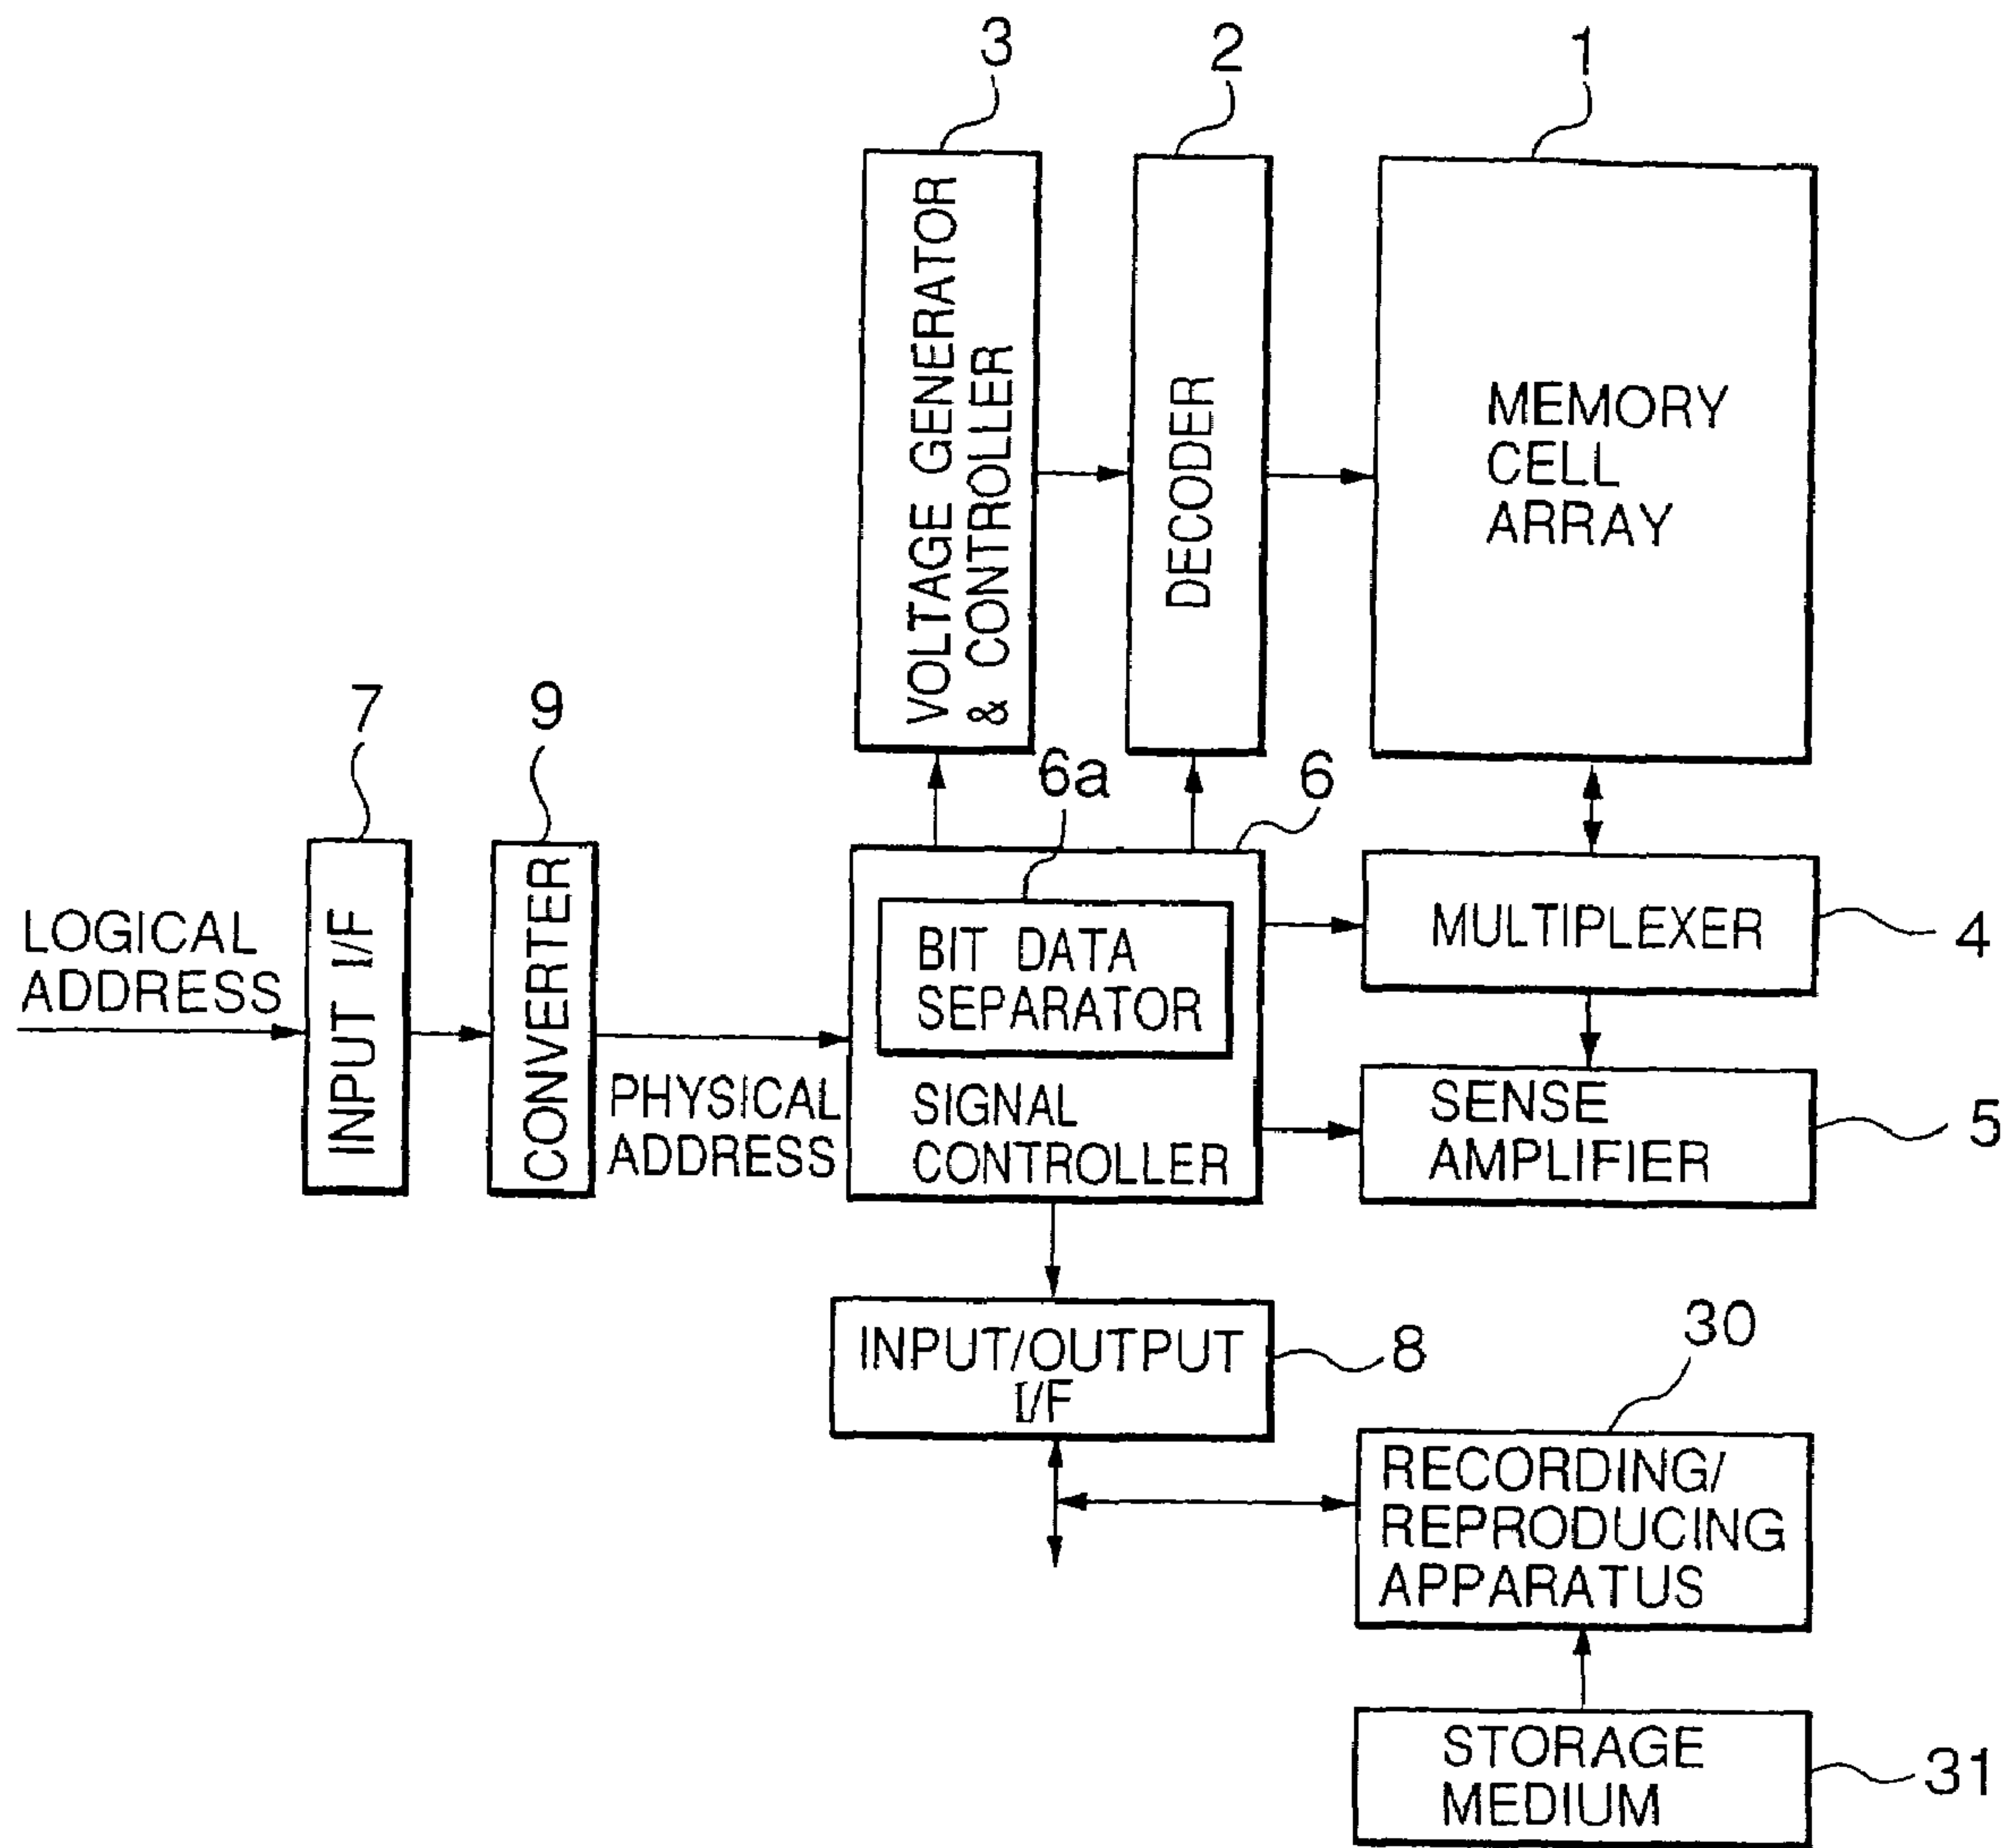 3
2
1
VOLTAGE GENERATOR
& CONTROLLER
DECODER
MEMORY
CELL
ARRAY
7
9
6a
6
LOGICAL
ADDRESS
INPUT I/F
CONVERTER
PHYSICAL
ADDRESS
BIT DATA
SEPARATOR
SIGNAL
CONTROLLER
MULTIPLEXER
4
SENSE
AMPLIFIER
5
INPUT/OUTPUT
I/F
8
30
RECORDING/
REPRODUCING
APPARATUS
STORAGE
MEDIUM
31